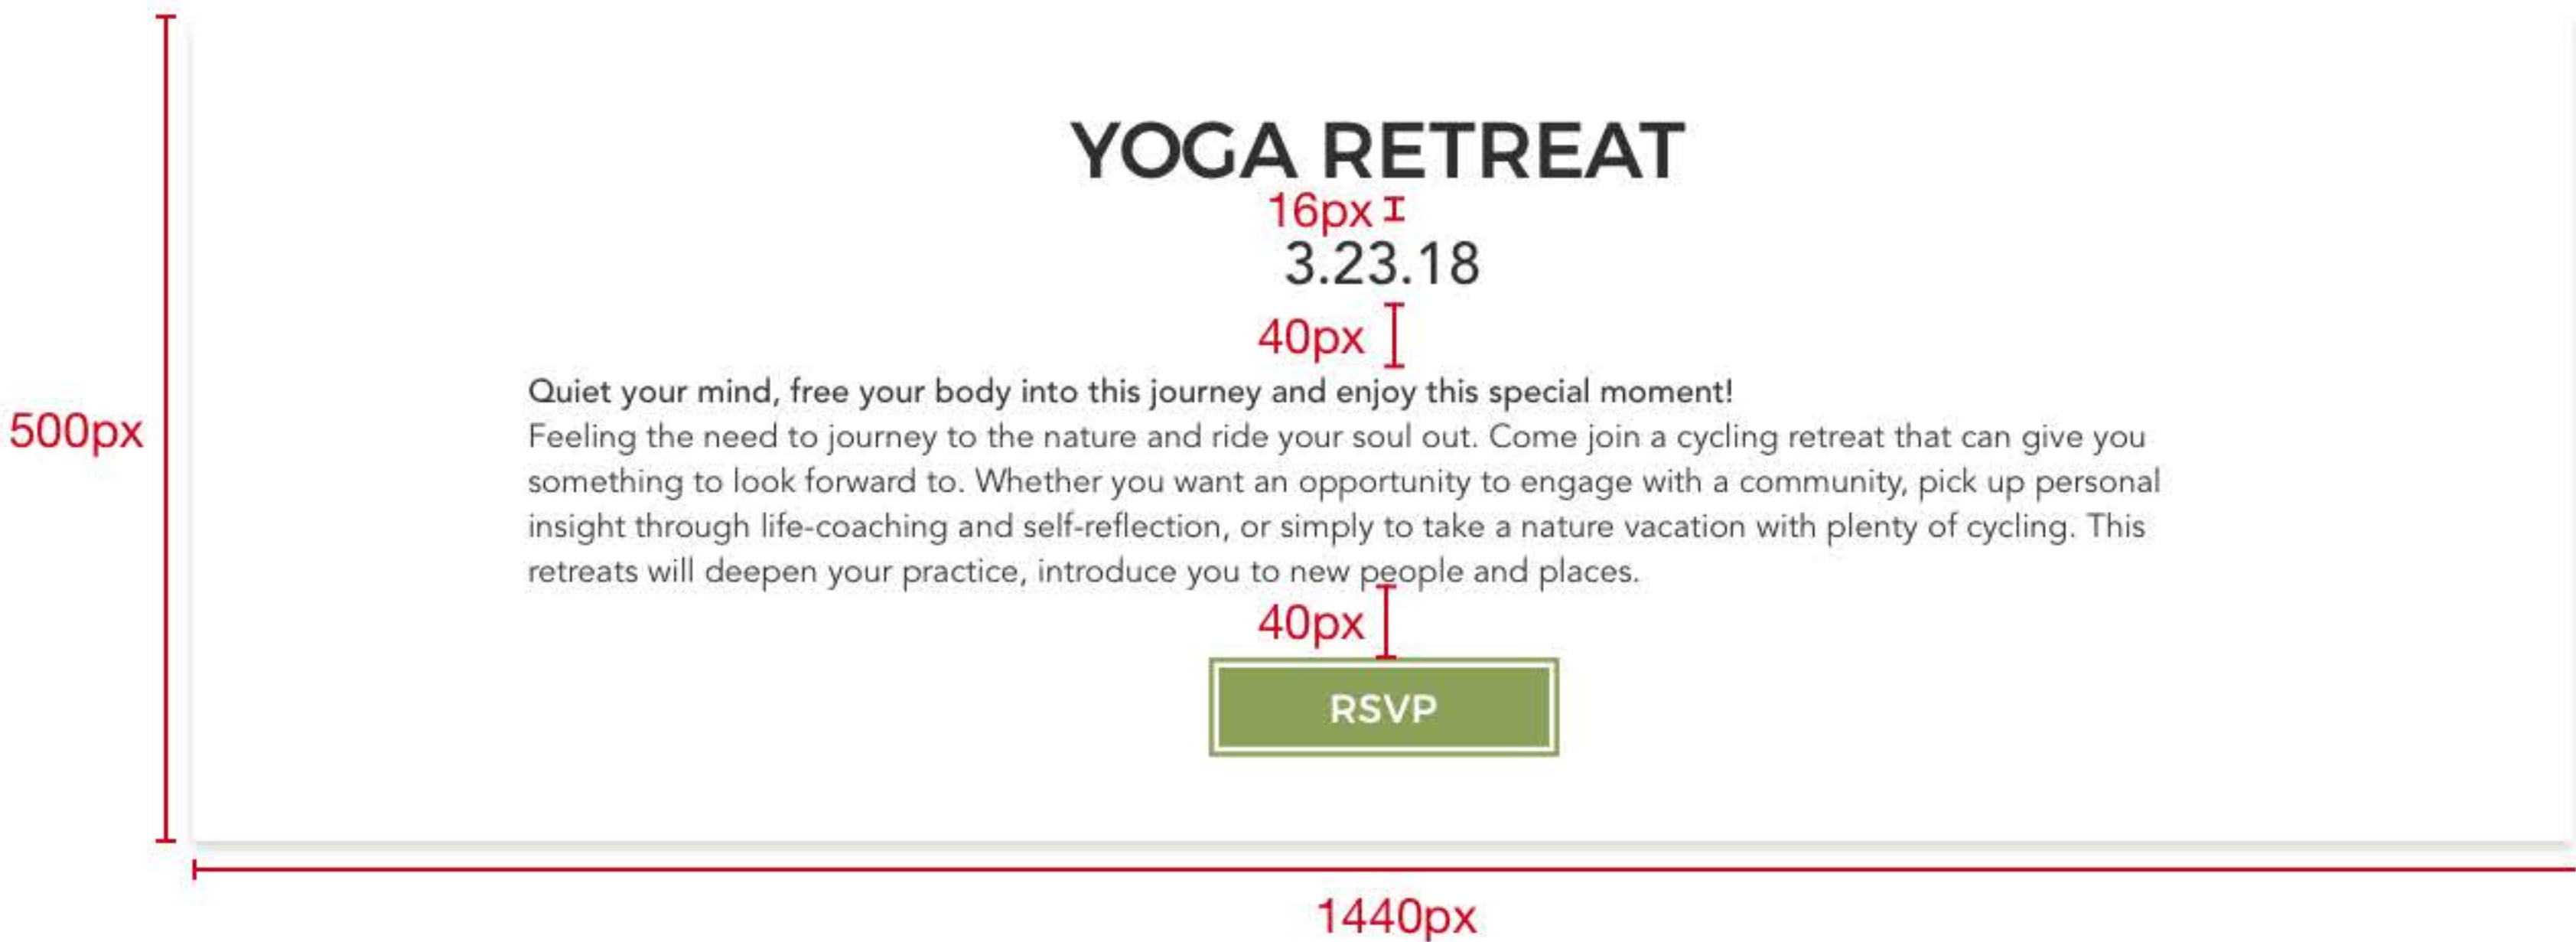 YOGA RETREAT
16px
3.23.18
40px
Quiet your mind, free your body into this journey and enjoy this special moment!
Feeling the need to journey to the nature and ride your soul out. Come join a cycling retreat that can give you
500px
something to look forward to. Whether you want an opportunity to engage with a community, pick up personal
insight through life-coaching and self-reflection, or simply to take a nature vacation with plenty of cycling. This
retreats will deepen your practice, introduce you to new people and places.
40px
RSVP
1440px